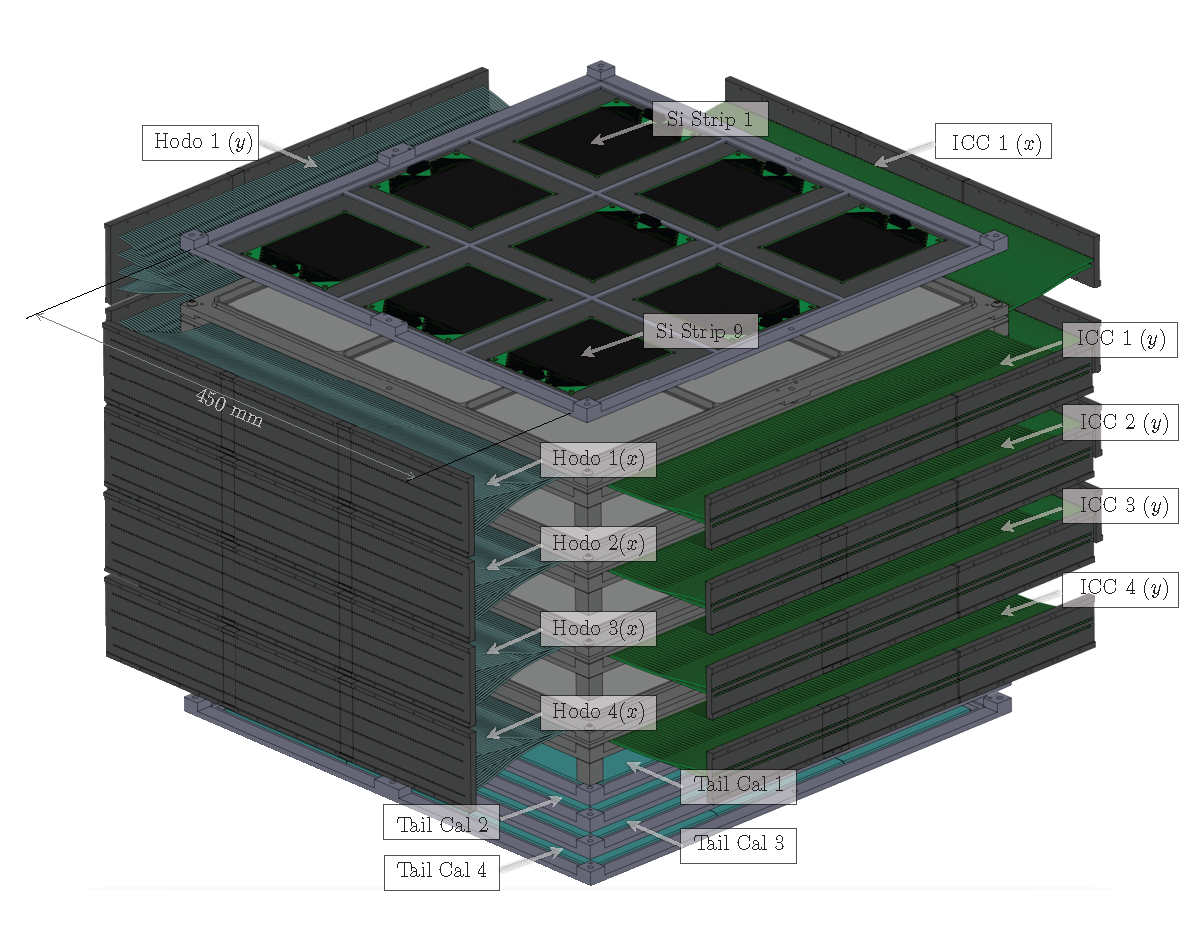 Si Strip 1
Hodo 1 (y)
ICC 1 (x)
Si Strip 9
ICC 1 (y)
450 mm
ICC 2 (y)
Hodo 1(x)
ICC 3 (y)
Hodo 2(x)
ICC 4 (y)
Hodo 3(x)
Hodo 4(x)
Tail Cal 1
Tail Cal 2
Tail Cal 3
Tail Cal 4